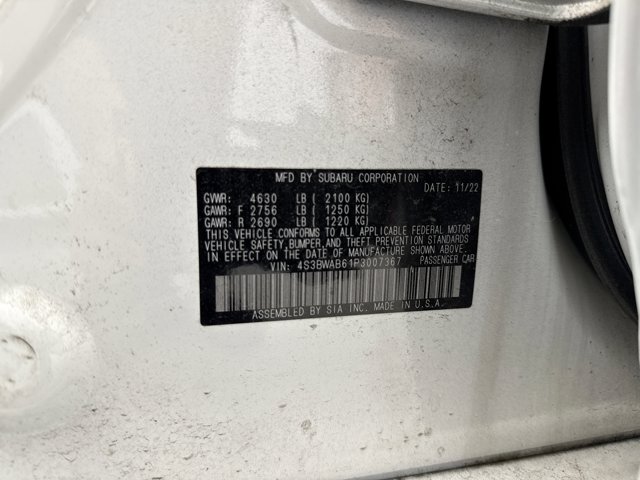 MFD BY SUBARU CORPORATION
DATE: 11/22
GVWR: 4630 LB ( 2100 KG)
GAWR: F 2756 LB ( 1250 KG)
GAWR: R 2690 LB ( 1220 KG)
THIS VEHICLE CONFORMS TO ALL APPLICABLE FEDERAL MOTOR
VEHICLE SAFETY, BUMPER, AND THEFT PREVENTION STANDARDS
IN EFFECT ON THE DATE OF MANUFACTURE SHOWN ABOVE.
VIN: 4S3BWAB61P3007367 PASSENGER CAR
ASSEMBLED BY SIA INC. MADE IN U.S.A.